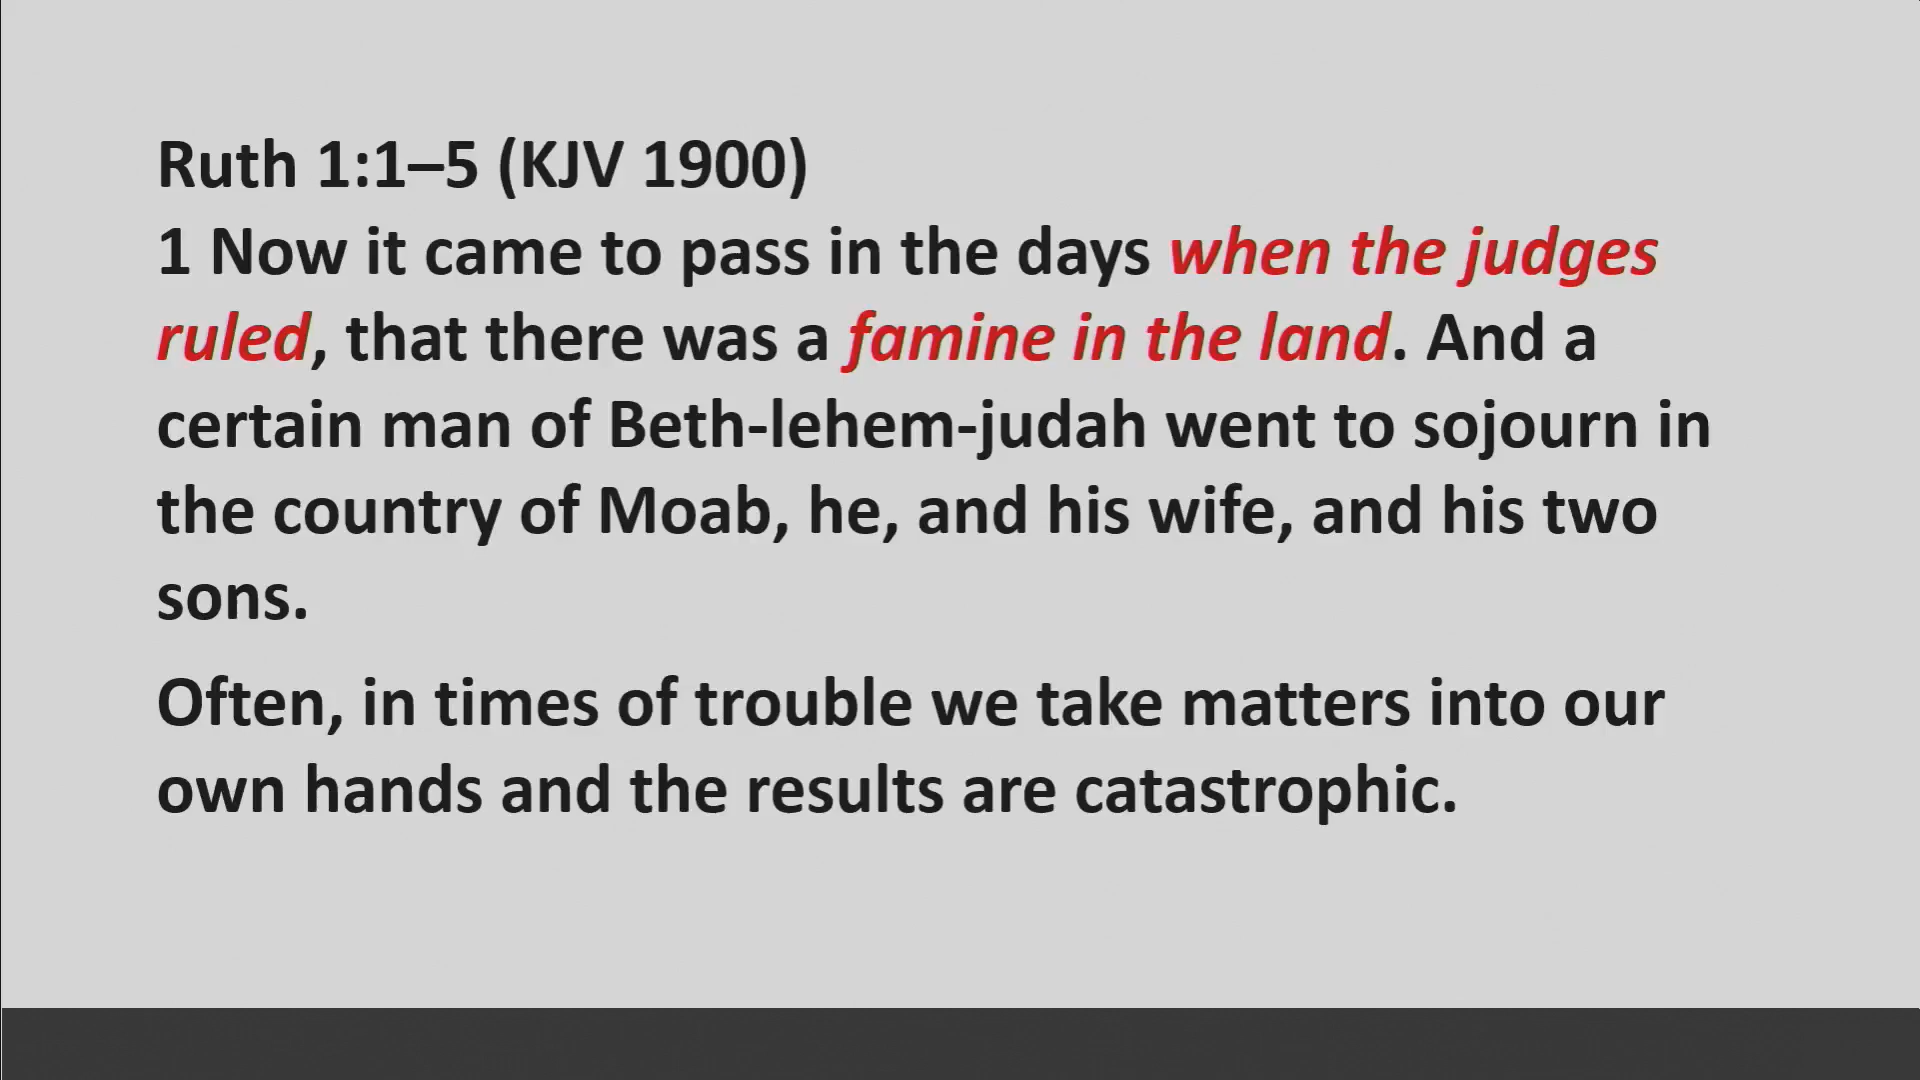 Ruth 1:1–5 (KJV 1900)
1 Now it came to pass in the days when the judges
ruled, that there was a famine in the land. And a
certain man of Beth-lehem-judah went to sojourn in
the country of Moab, he, and his wife, and his two
sons.
Often, in times of trouble we take matters into our
own hands and the results are catastrophic.